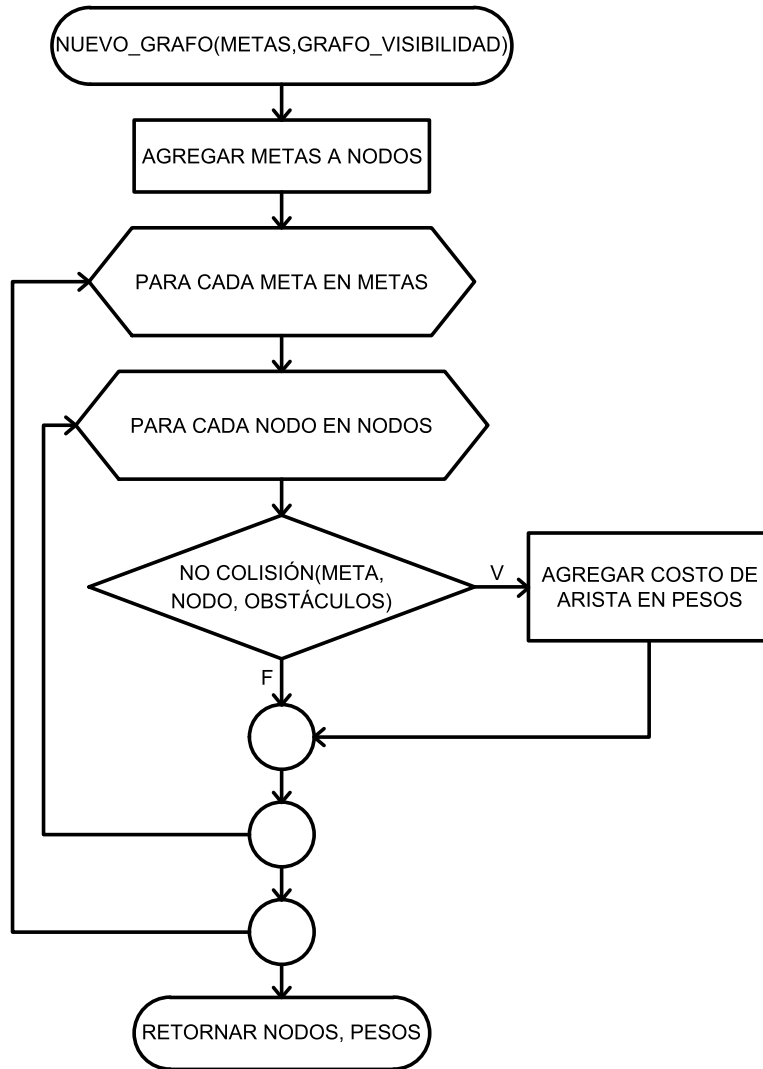 NUEVO_GRAFO(METAS,GRAFO_VISIBILIDAD)
AGREGAR METAS A NODOS
PARA CADA META EN METAS
PARA CADA NODO EN NODOS
NO COLISIÓN(META,
NODO, OBSTÁCULOS)
V
AGREGAR COSTO DE
ARISTA EN PESOS
F
RETORNAR NODOS, PESOS